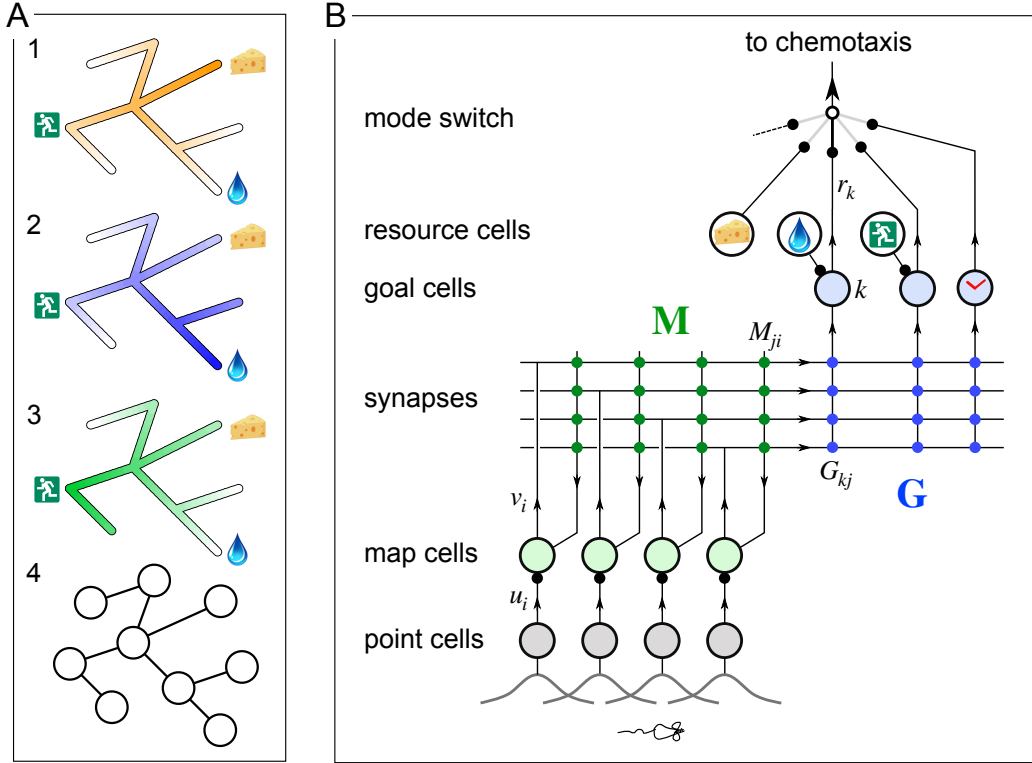 A
1
2
3
4
B
to chemotaxis
mode switch
r_k
resource cells
goal cells
k
M
M_ji
synapses
G_kj
G
v_i
map cells
u_i
point cells